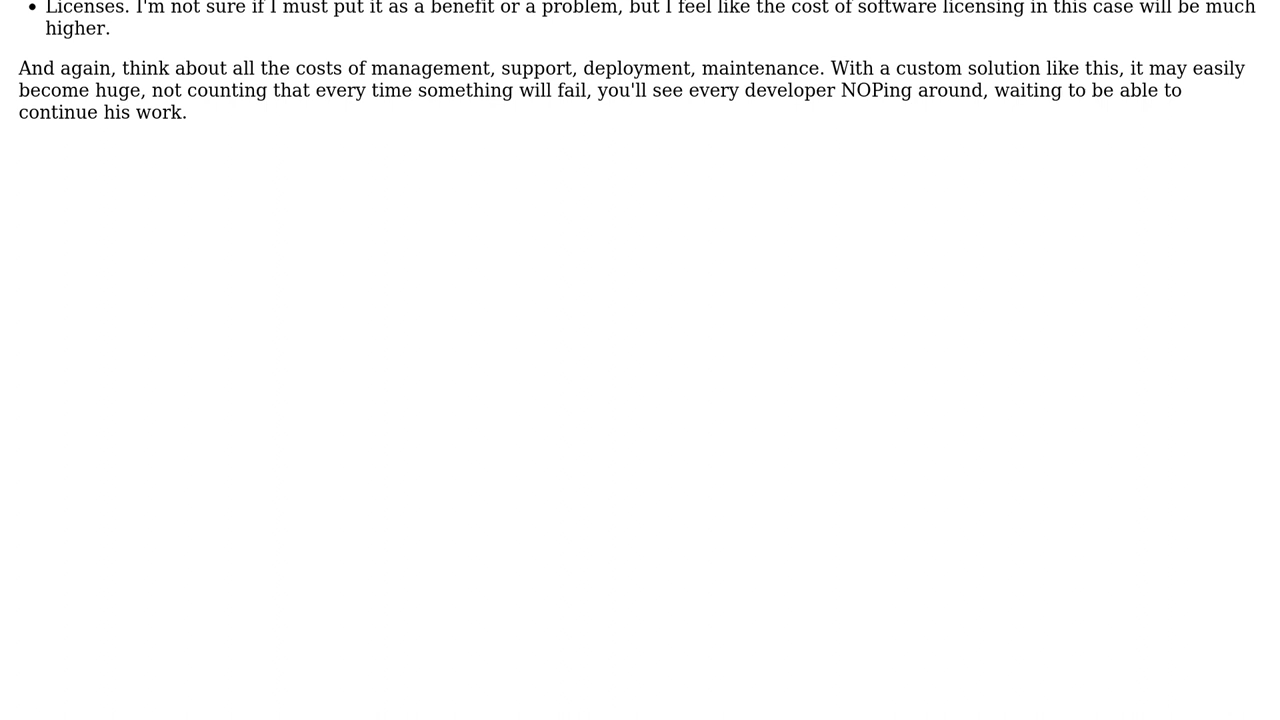 • Licenses. I'm not sure if I must put it as a benefit or a problem, but I feel like the cost of software licensing in this case will be much
higher.
And again, think about all the costs of management, support, deployment, maintenance. With a custom solution like this, it may easily
become huge, not counting that every time something will fail, you'll see every developer NOPing around, waiting to be able to
continue his work.